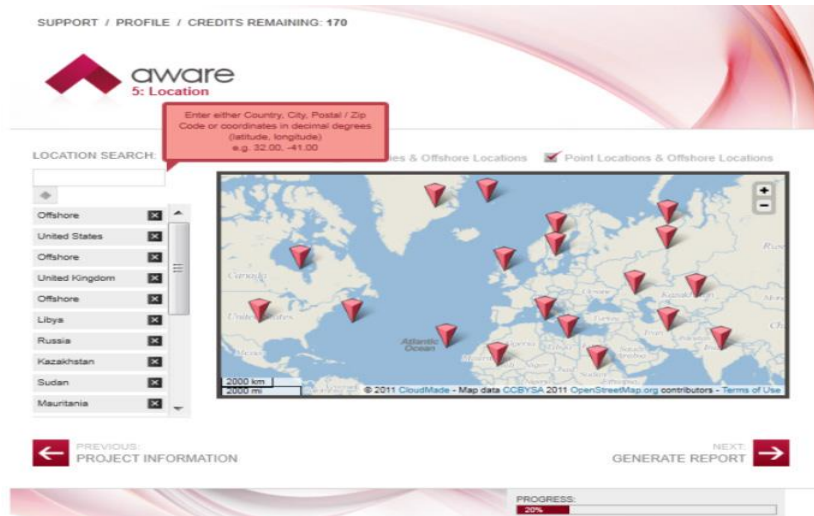 SUPPORT / PROFILE / CREDITS REMAINING: 170
aware
5: Location
Enter either Country, City, Postal / Zip
Code or coordinates in decimal degrees
(latitude, longitude)
e.g. 32.00, -41.00
LOCATION SEARCH:
& Offshore Locations
Point Locations & Offshore Locations
Offshore
United States
Offshore
United Kingdom
Offshore
Libya
Russia
Kazakhstan
Sudan
Mauritania
+
−
Canada
Atlantic
Ocean
2000 km
2000 mi
© 2011 CloudMade - Map data CCBYSA 2011 OpenStreetMap.org contributors - Terms of Use
PREVIOUS:
PROJECT INFORMATION
NEXT:
GENERATE REPORT
PROGRESS:
20%